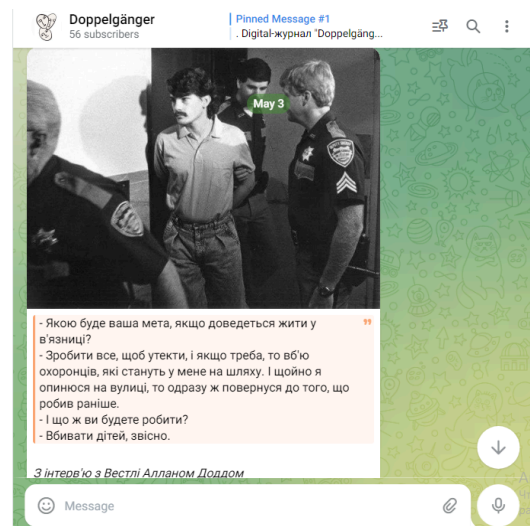 Doppelgänger
56 subscribers
Pinned Message #1
. Digital-журнал "Doppelgäng...
May 3
- Якою буде ваша мета, якщо доведеться жити у
в'язниці?
- Зробити все, щоб утекти, і якщо треба, то вб'ю
охоронців, які стануть у мене на шляху. І щойно я
опинюся на вулиці, то одразу ж повернуся до того, що
робив раніше.
- І що ж ви будете робити?
- Вбивати дітей, звісно.
З інтерв'ю з Вестлі Алланом Доддом
Message